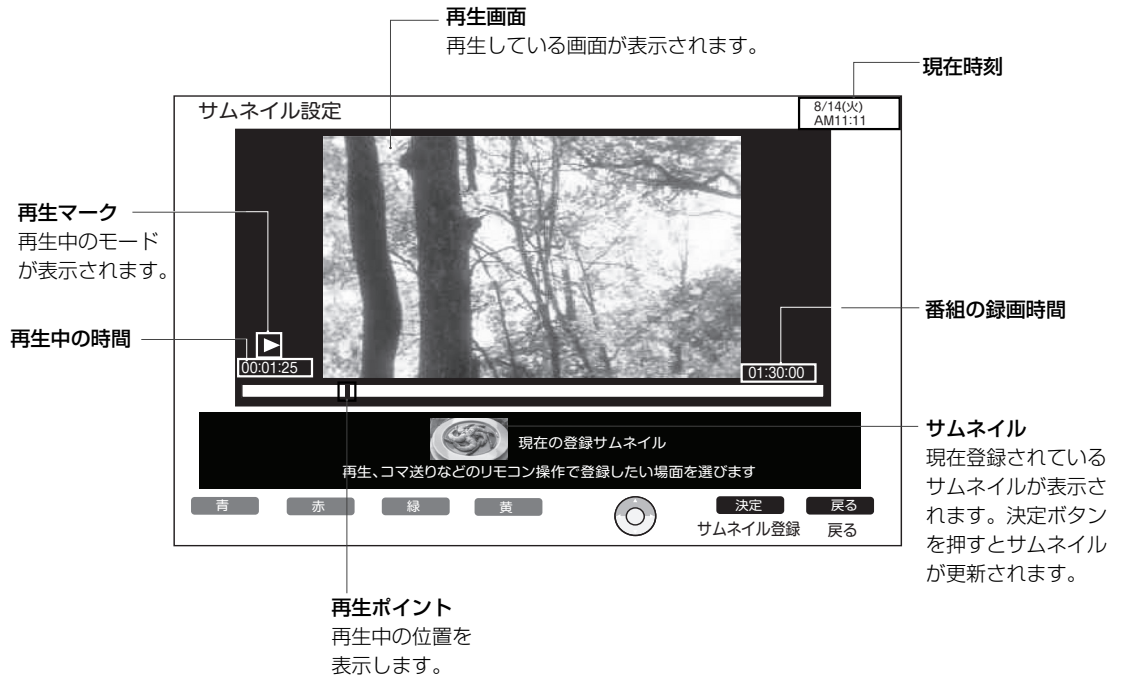 再生画面
再生している画面が表示されます。
現在時刻
サムネイル設定
8/14(火)
AM11:11
再生マーク
再生中のモード
が表示されます。
再生中の時間
00:01:25
番組の録画時間
01:30:00
現在の登録サムネイル
再生、コマ送りなどのリモコン操作で登録したい場面を選びます
サムネイル
現在登録されている
サムネイルが表示さ
れます。決定ボタン
を押すとサムネイル
が更新されます。
青
赤
緑
黄
決定
戻る
サムネイル登録
戻る
再生ポイント
再生中の位置を
表示します。